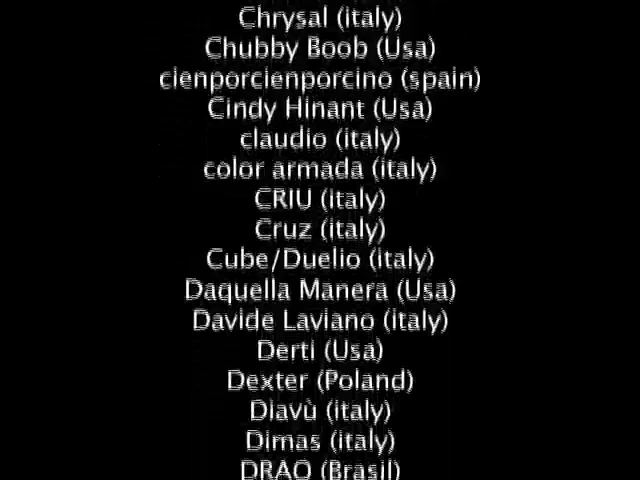 Chrysal (italy)
Chubby Boob (Usa)
cienporcienporcino (spain)
Cindy Hinant (Usa)
claudio (italy)
color armada (italy)
CRIU (italy)
Cruz (italy)
Cube/Duelio (italy)
Daquella Manera (Usa)
Davide Laviano (italy)
Derti (Usa)
Dexter (Poland)
Diavù (italy)
Dimas (italy)
DRAO (Brasil)